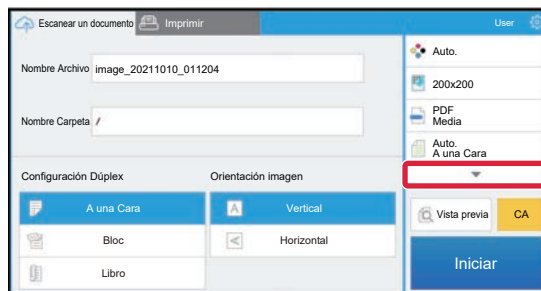 Escanear un documento
Imprimir
User
Nombre Archivo image_20211010_011204
Nombre Carpeta /
Auto.
200x200
PDF
Media
Auto.
A una Cara
Configuración Dúplex
Orientación imagen
A una Cara
A Vertical
Bloc
Horizontal
Libro
Vista previa
CA
Iniciar